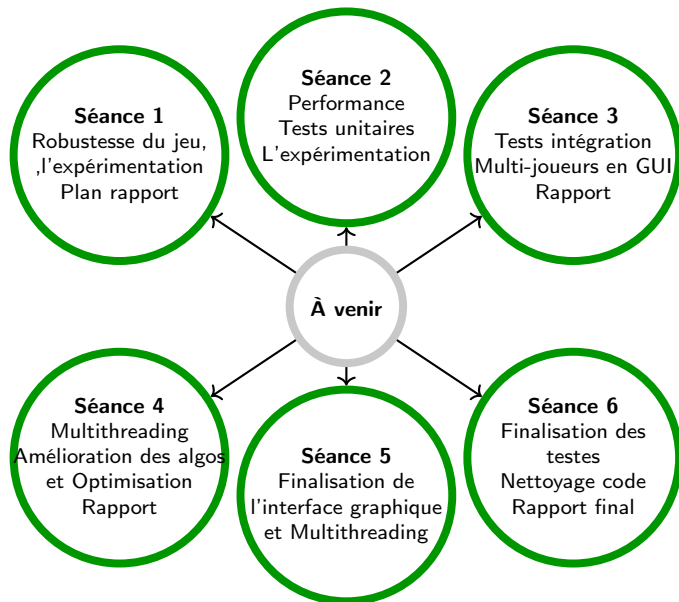 Séance 1
Robustesse du jeu,
,l'expérimentation
Plan rapport
Séance 2
Performance
Tests unitaires
L'expérimentation
Séance 3
Tests intégration
Multi-joueurs en GUI
Rapport
À venir
Séance 4
Multithreading
Amélioration des algos
et Optimisation
Rapport
Séance 5
Finalisation de
l'interface graphique
et Multithreading
Séance 6
Finalisation des
testes
Nettoyage code
Rapport final